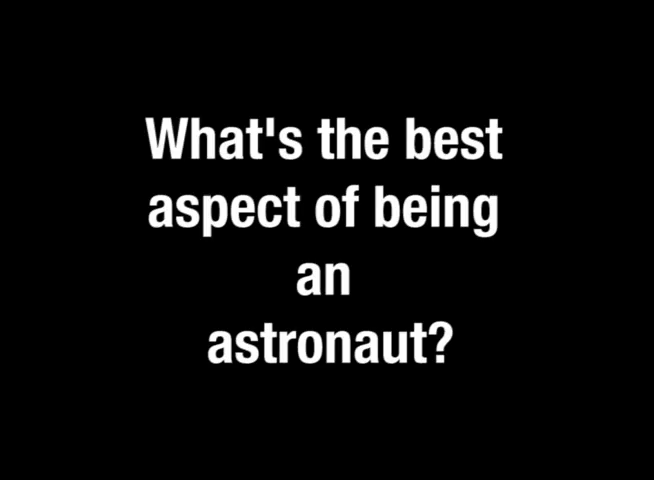 What's the best
aspect of being
an
astronaut?